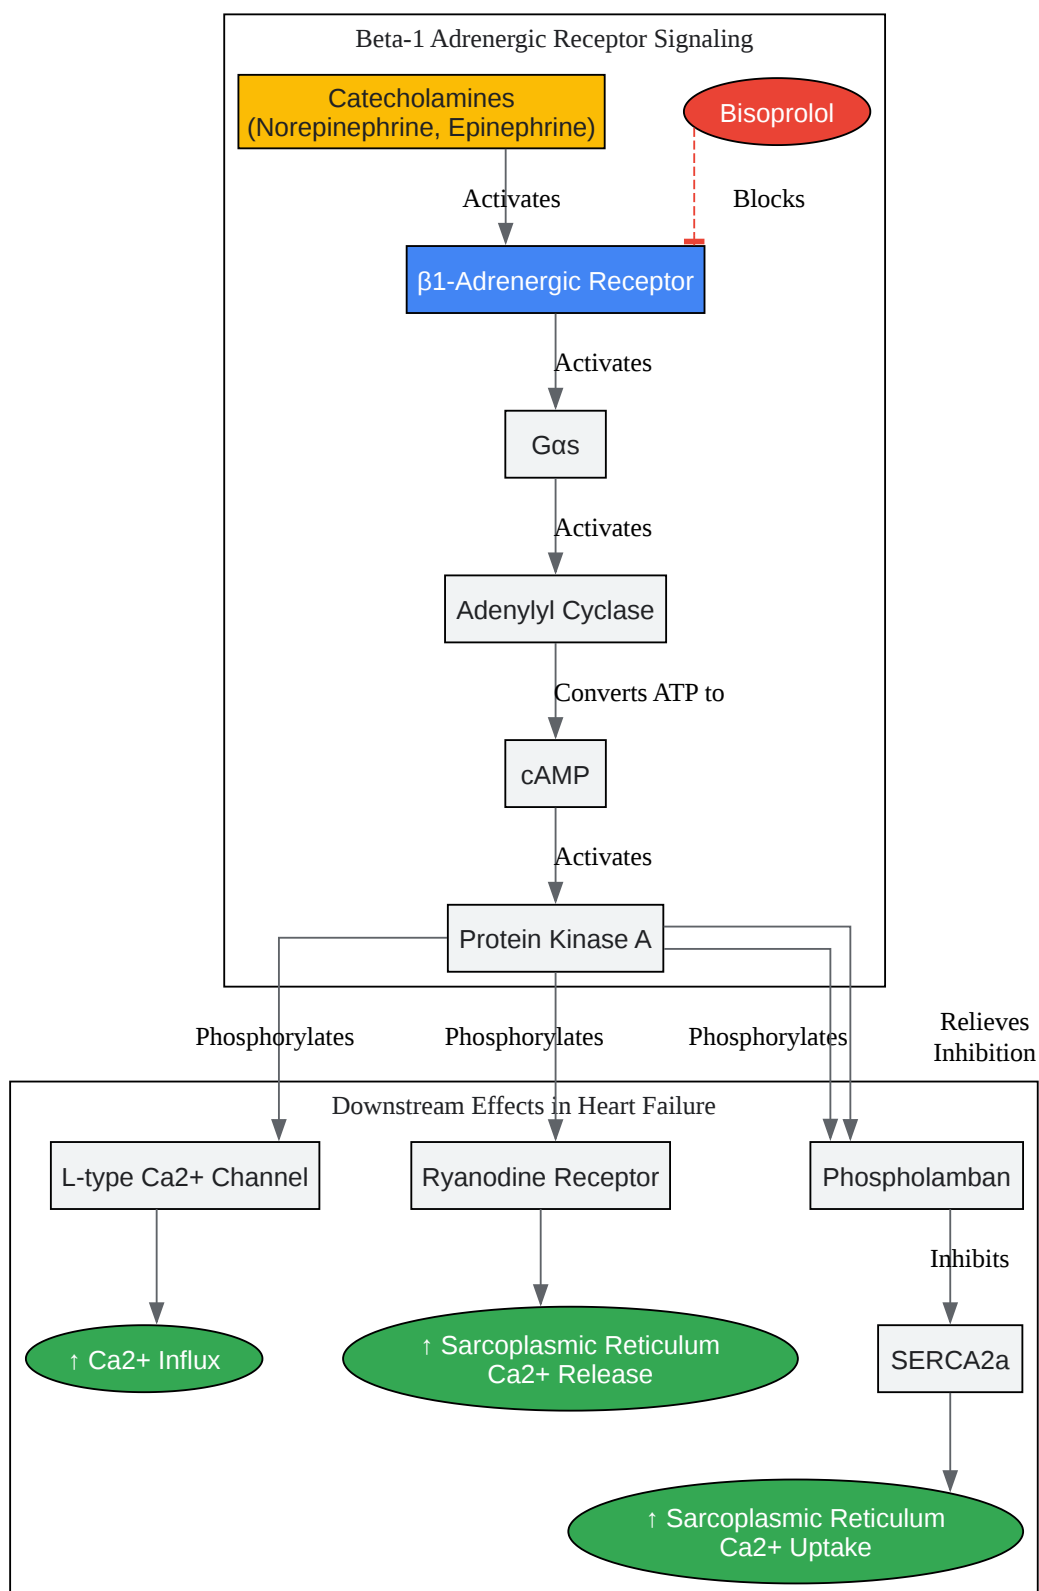 Beta-1 Adrenergic Receptor Signaling
Catecholamines
(Norepinephrine, Epinephrine)
Bisoprolol
Activates
Blocks
β1-Adrenergic Receptor
Activates
Gαs
Activates
Adenylyl Cyclase
Converts ATP to
cAMP
Activates
Protein Kinase A
Phosphorylates
Phosphorylates
Phosphorylates
Relieves
Inhibition
Downstream Effects in Heart Failure
L-type Ca2+ Channel
Ryanodine Receptor
Phospholamban
Inhibits
↑ Ca2+ Influx
↑ Sarcoplasmic Reticulum
Ca2+ Release
SERCA2a
↑ Sarcoplasmic Reticulum
Ca2+ Uptake